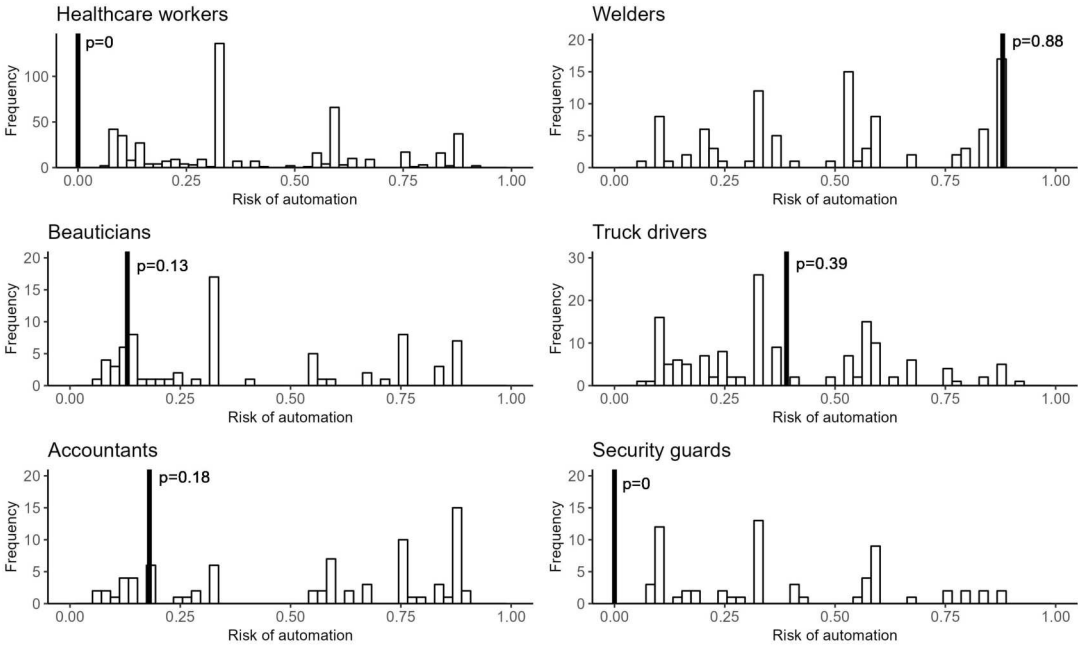 Healthcare workers
p=0
100
50
0
Frequency
0.00 0.25 0.50 0.75 1.00
Risk of automation
Welders
p=0.88
20
15
10
5
0
Frequency
0.00 0.25 0.50 0.75 1.00
Risk of automation
Beauticians
p=0.13
20
15
10
5
0
Frequency
0.00 0.25 0.50 0.75 1.00
Risk of automation
Truck drivers
p=0.39
30
20
10
0
Frequency
0.00 0.25 0.50 0.75 1.00
Risk of automation
Accountants
p=0.18
20
15
10
5
0
Frequency
0.00 0.25 0.50 0.75 1.00
Risk of automation
Security guards
p=0
20
15
10
5
0
Frequency
0.00 0.25 0.50 0.75 1.00
Risk of automation